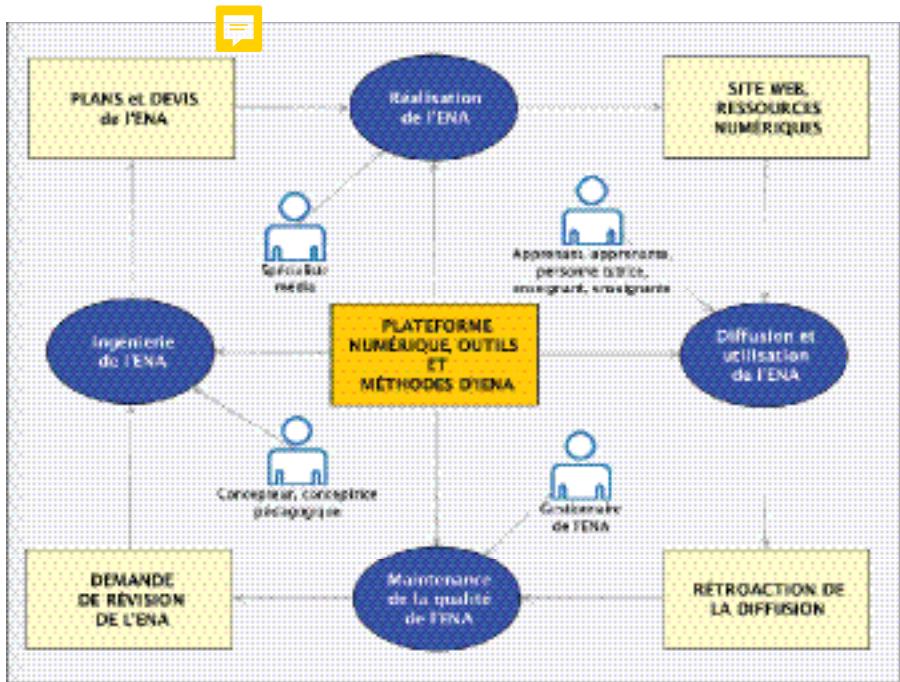 PLANS et DEVIS
de l'ENA
Réalisation
de l'ENA
SITE WEB,
RESSOURCES
NUMÉRIQUES
Spécialiste
média
Apprenant, apprenante,
personne tutrice,
enseignant, enseignante
Ingénierie
de l'ENA
PLATEFORME
NUMÉRIQUE, OUTILS
ET
MÉTHODES D'IENA
Diffusion et
utilisation
de l'ENA
Concepteur, conceptrice
pédagogique
Gestionnaire
de l'ENA
DEMANDE
DE RÉVISION
DE L'ENA
Maintenance
de la qualité
de l'ENA
RÉTROACTION DE
LA DIFFUSION